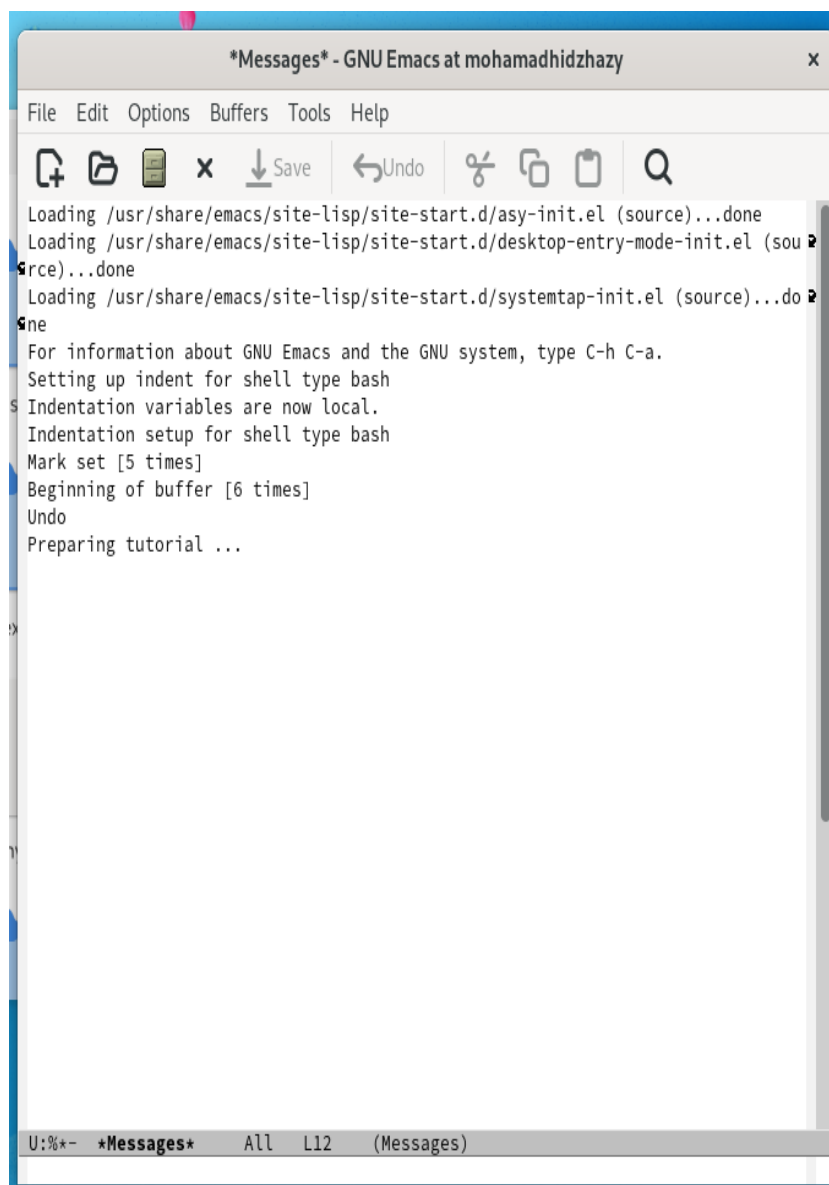 *Messages* - GNU Emacs at mohamadhidzhazy
File Edit Options Buffers Tools Help
Save Undo
Loading /usr/share/emacs/site-lisp/site-start.d/asy-init.el (source)...done
Loading /usr/share/emacs/site-lisp/site-start.d/desktop-entry-mode-init.el (sou
rce)...done
Loading /usr/share/emacs/site-lisp/site-start.d/systemtap-init.el (source)...do
ne
For information about GNU Emacs and the GNU system, type C-h C-a.
Setting up indent for shell type bash
Indentation variables are now local.
Indentation setup for shell type bash
Mark set [5 times]
Beginning of buffer [6 times]
Undo
Preparing tutorial ...
U:%*- *Messages* All L12 (Messages)